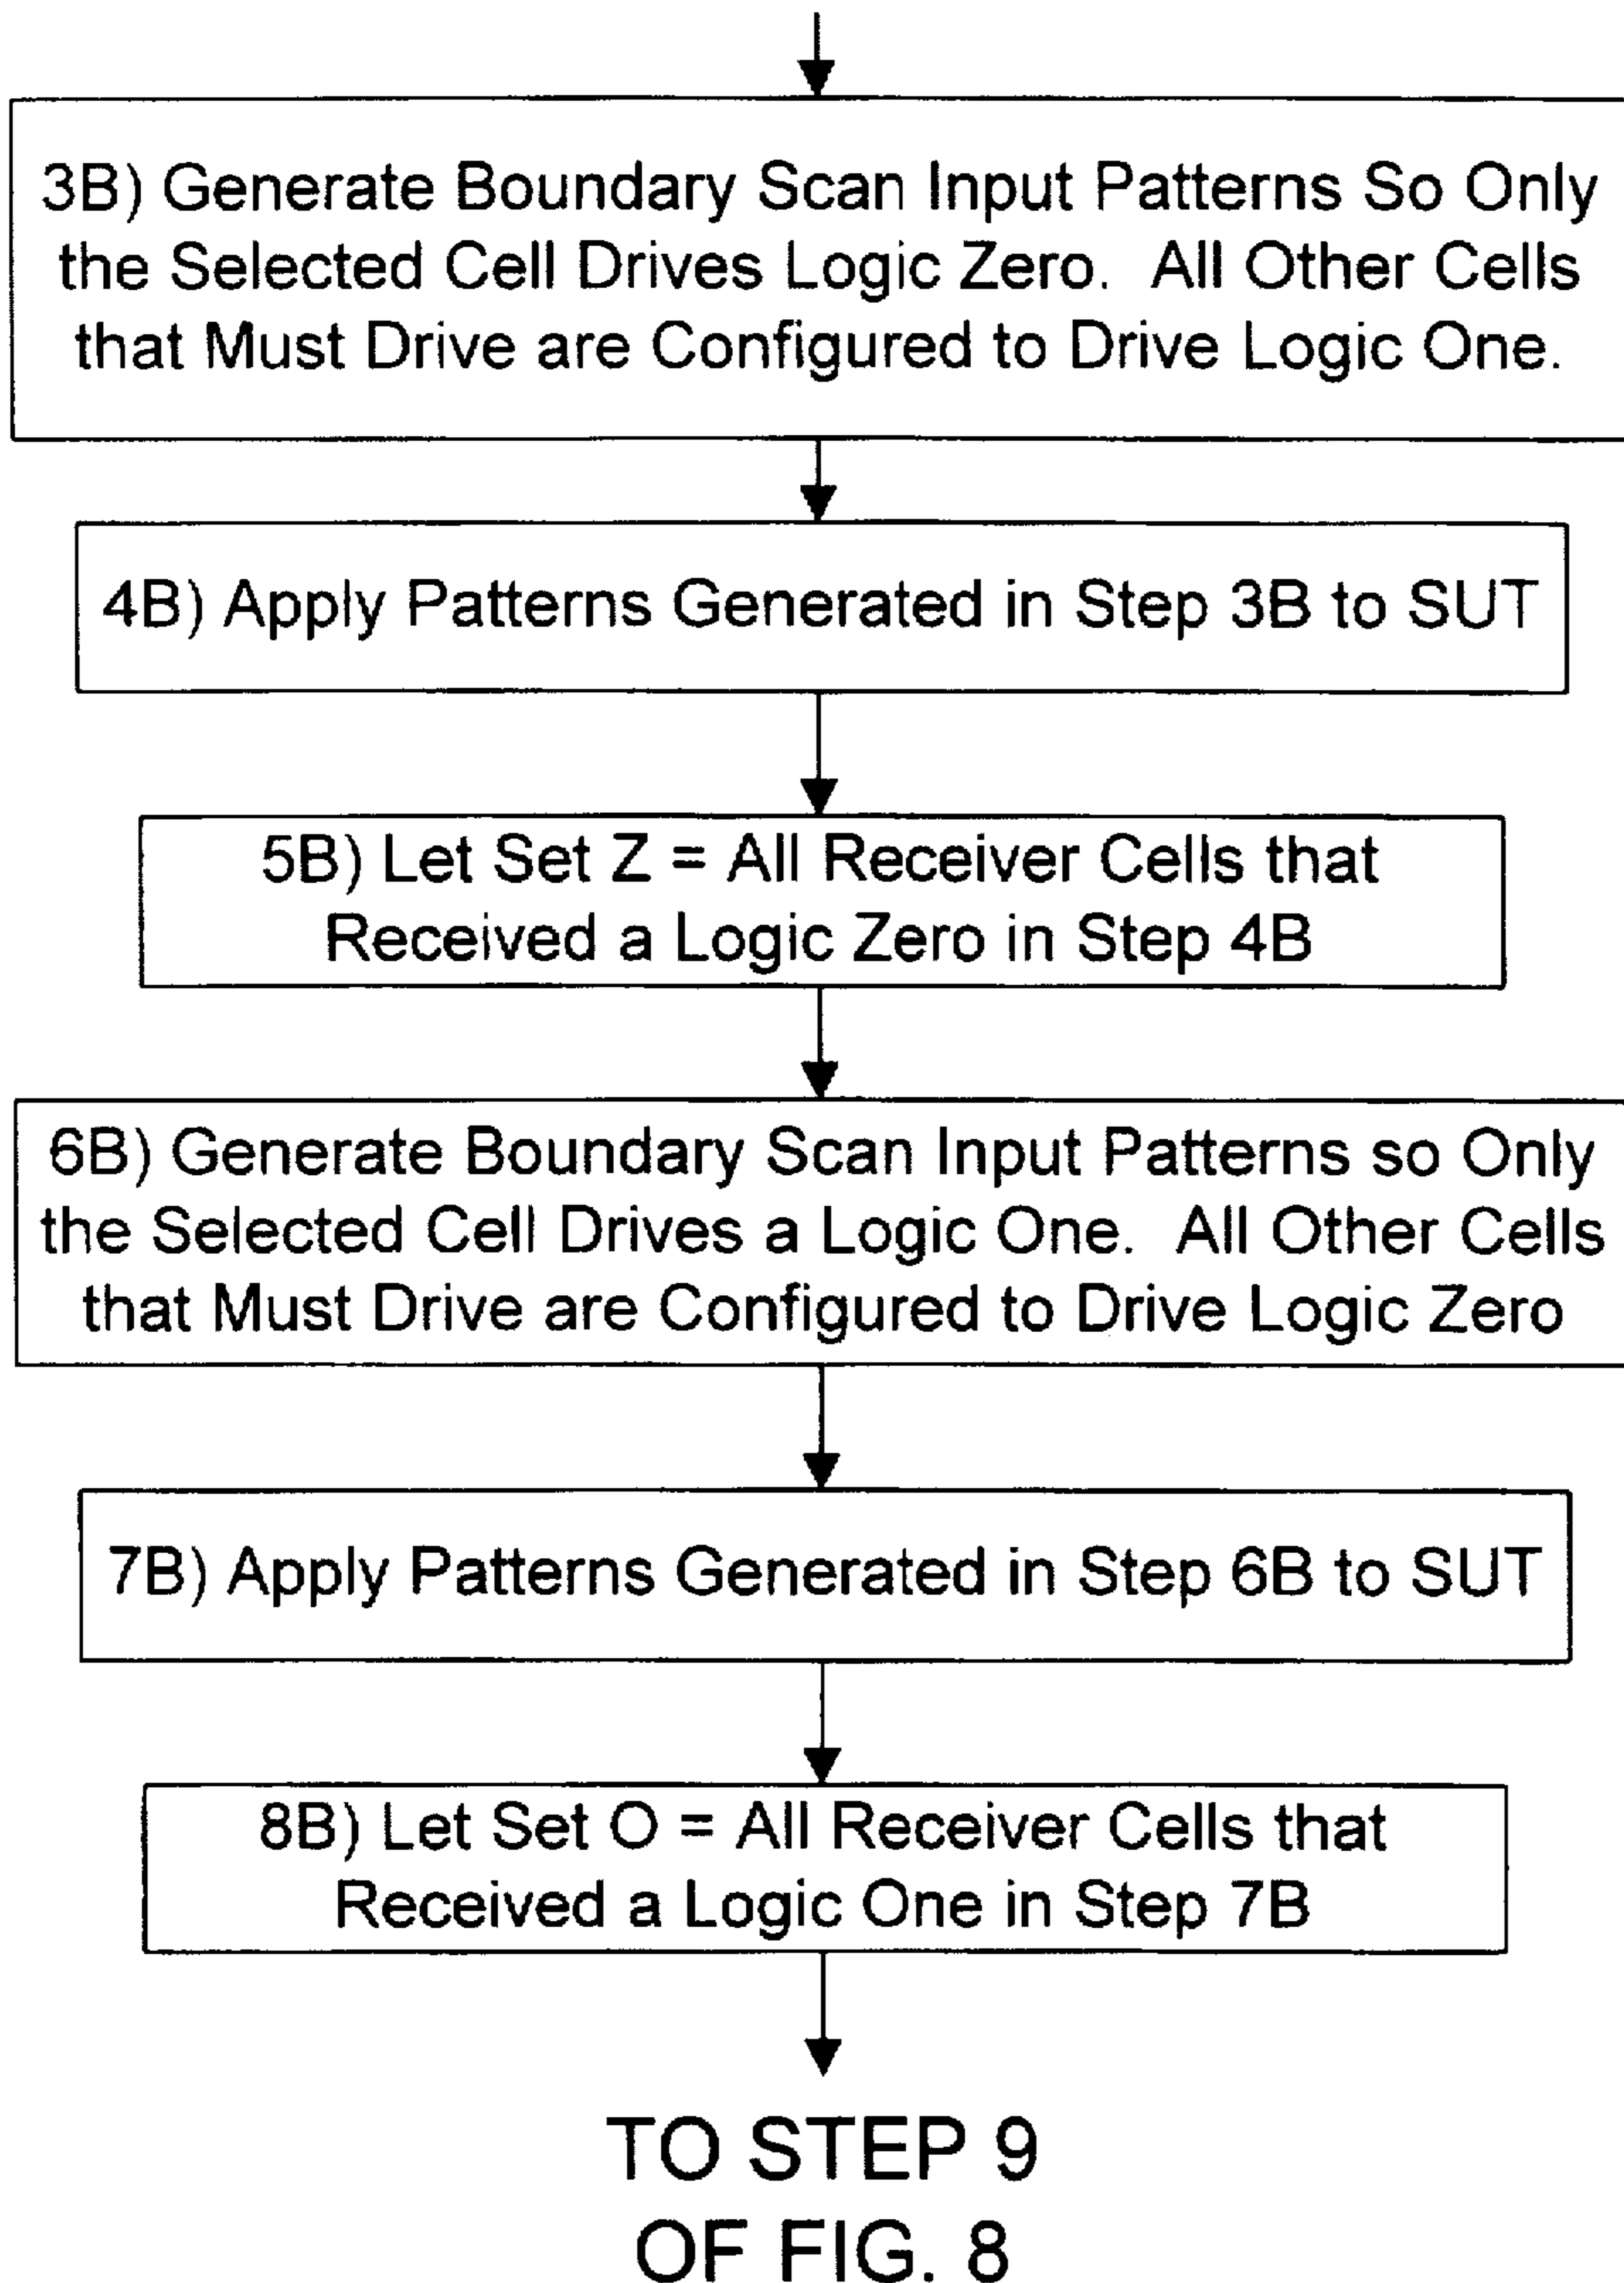 3B) Generate Boundary Scan Input Patterns So Only
the Selected Cell Drives Logic Zero. All Other Cells
that Must Drive are Configured to Drive Logic One.
4B) Apply Patterns Generated in Step 3B to SUT
5B) Let Set Z = All Receiver Cells that
Received a Logic Zero in Step 4B
6B) Generate Boundary Scan Input Patterns so Only
the Selected Cell Drives a Logic One. All Other Cells
that Must Drive are Configured to Drive Logic Zero
7B) Apply Patterns Generated in Step 6B to SUT
8B) Let Set O = All Receiver Cells that
Received a Logic One in Step 7B
TO STEP 9
OF FIG. 8